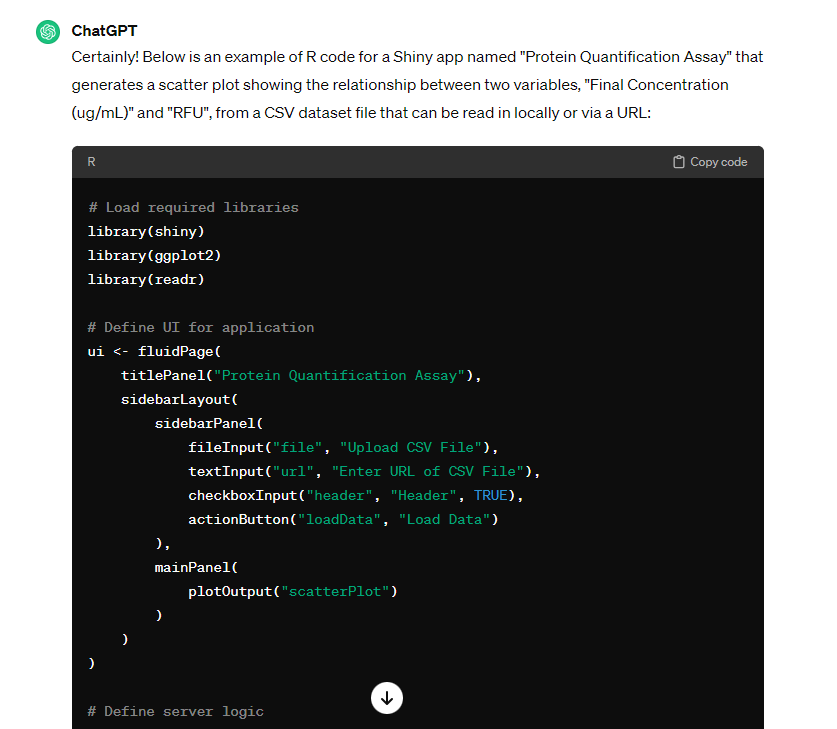 ChatGPT
Certainly! Below is an example of R code for a Shiny app named "Protein Quantification Assay" that
generates a scatter plot showing the relationship between two variables, "Final Concentration
(ug/mL)" and "RFU", from a CSV dataset file that can be read in locally or via a URL:
R
Copy code
# Load required libraries
library(shiny)
library(ggplot2)
library(readr)
# Define UI for application
ui <- fluidPage(
    titlePanel("Protein Quantification Assay"),
    sidebarLayout(
        sidebarPanel(
            fileInput("file", "Upload CSV File"),
            textInput("url", "Enter URL of CSV File"),
            checkboxInput("header", "Header", TRUE),
            actionButton("loadData", "Load Data")
        ),
        mainPanel(
            plotOutput("scatterPlot")
        )
    )
)
# Define server logic